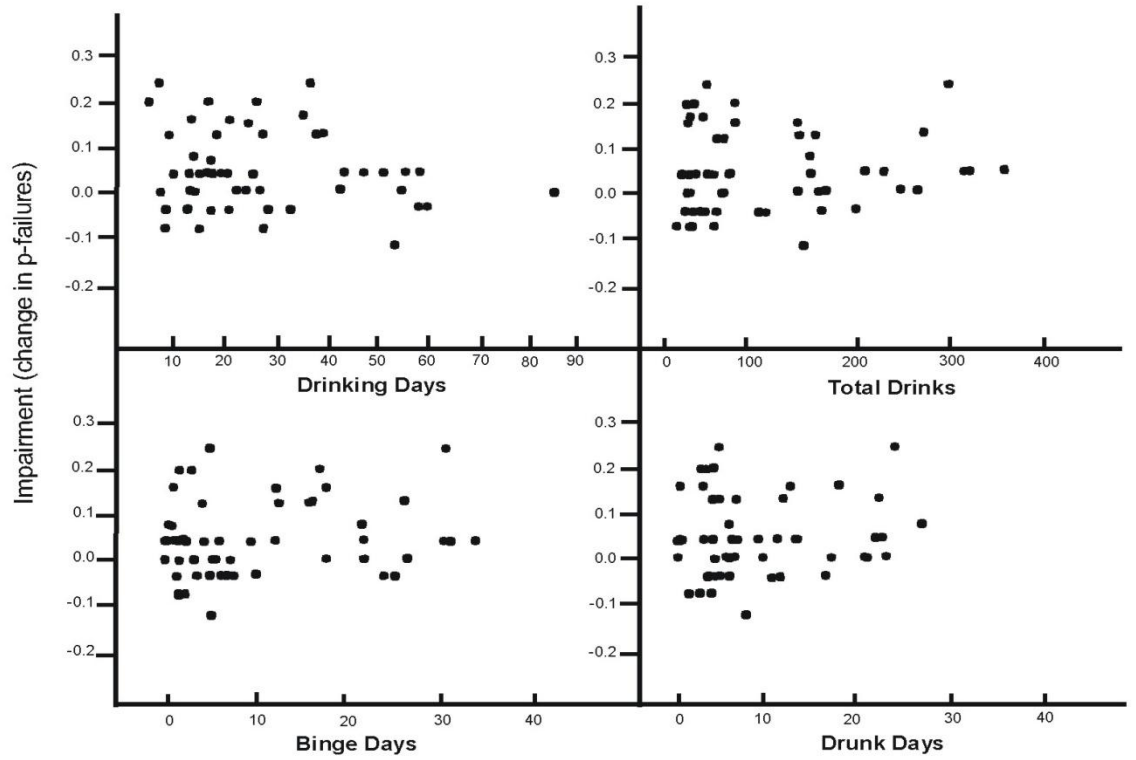 Impairment (change in p-failures)
0.3
0.2
0.1
0.0
-0.1
-0.2
10 20 30 40 50 60 70 80 90
Drinking Days
0.3
0.2
0.1
0.0
-0.1
-0.2
0 100 200 300 400
Total Drinks
0.3
0.2
0.1
0.0
-0.1
-0.2
0 10 20 30 40
Binge Days
0.3
0.2
0.1
0.0
-0.1
-0.2
0 10 20 30 40
Drunk Days